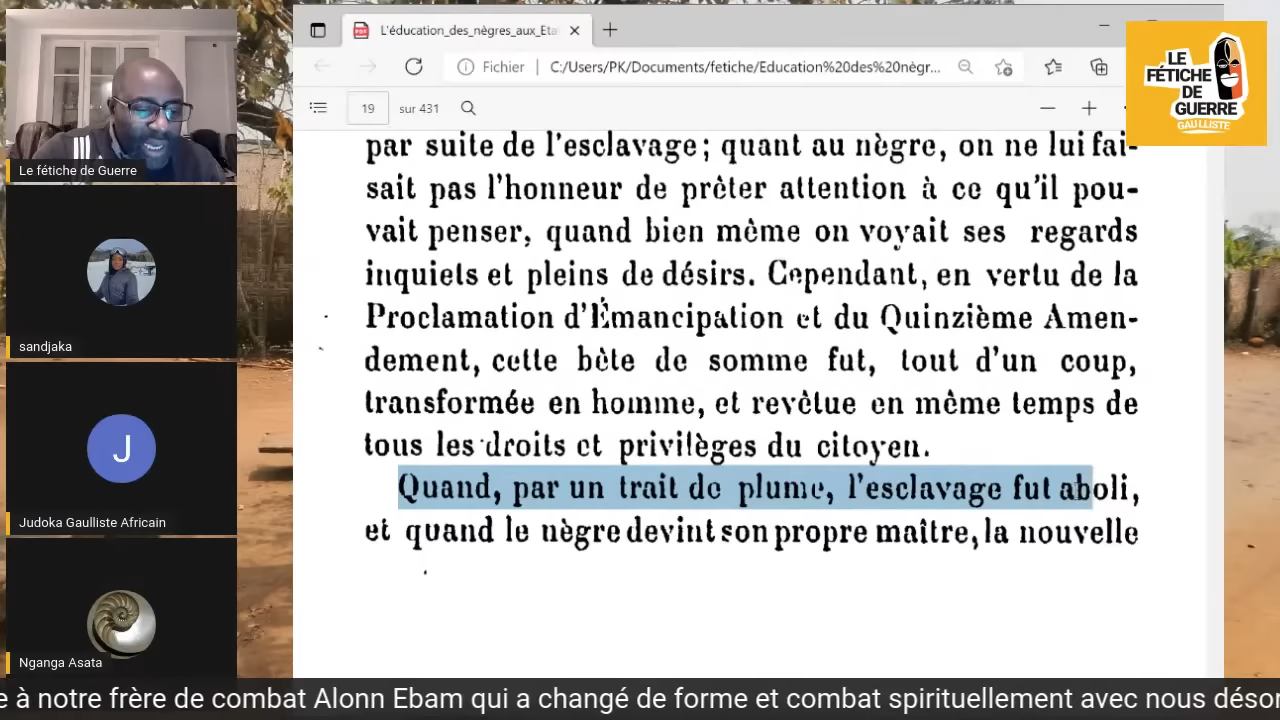 L'éducation_des_nègres_aux_Eta
Fichier
C:/Users/PK/Documents/fetiche/Education%20des%20nègr...
19
sur 431
LE
FÉTICHE
DE
GUERRE
GAULLISTE
par suite de l'esclavage; quant au nègre, on ne lui fai-
sait pas l'honneur de prêter attention à ce qu'il pou-
vait penser, quand bien même on voyait ses regards
inquiets et pleins de désirs. Cependant, en vertu de la
Proclamation d'Émancipation et du Quinzième Amen-
dement, cette bête de somme fut, tout d'un coup,
transformée en homme, et revêtue en même temps de
tous les droits et privilèges du citoyen.
Quand, par un trait de plume, l'esclavage fut aboli,
et quand le nègre devint son propre maître, la nouvelle
Le fétiche de Guerre
sandjaka
J
Judoka Gaulliste Africain
Nganga Asata
e à notre frère de combat Alonn Ebam qui a changé de forme et combat spirituellement avec nous désor